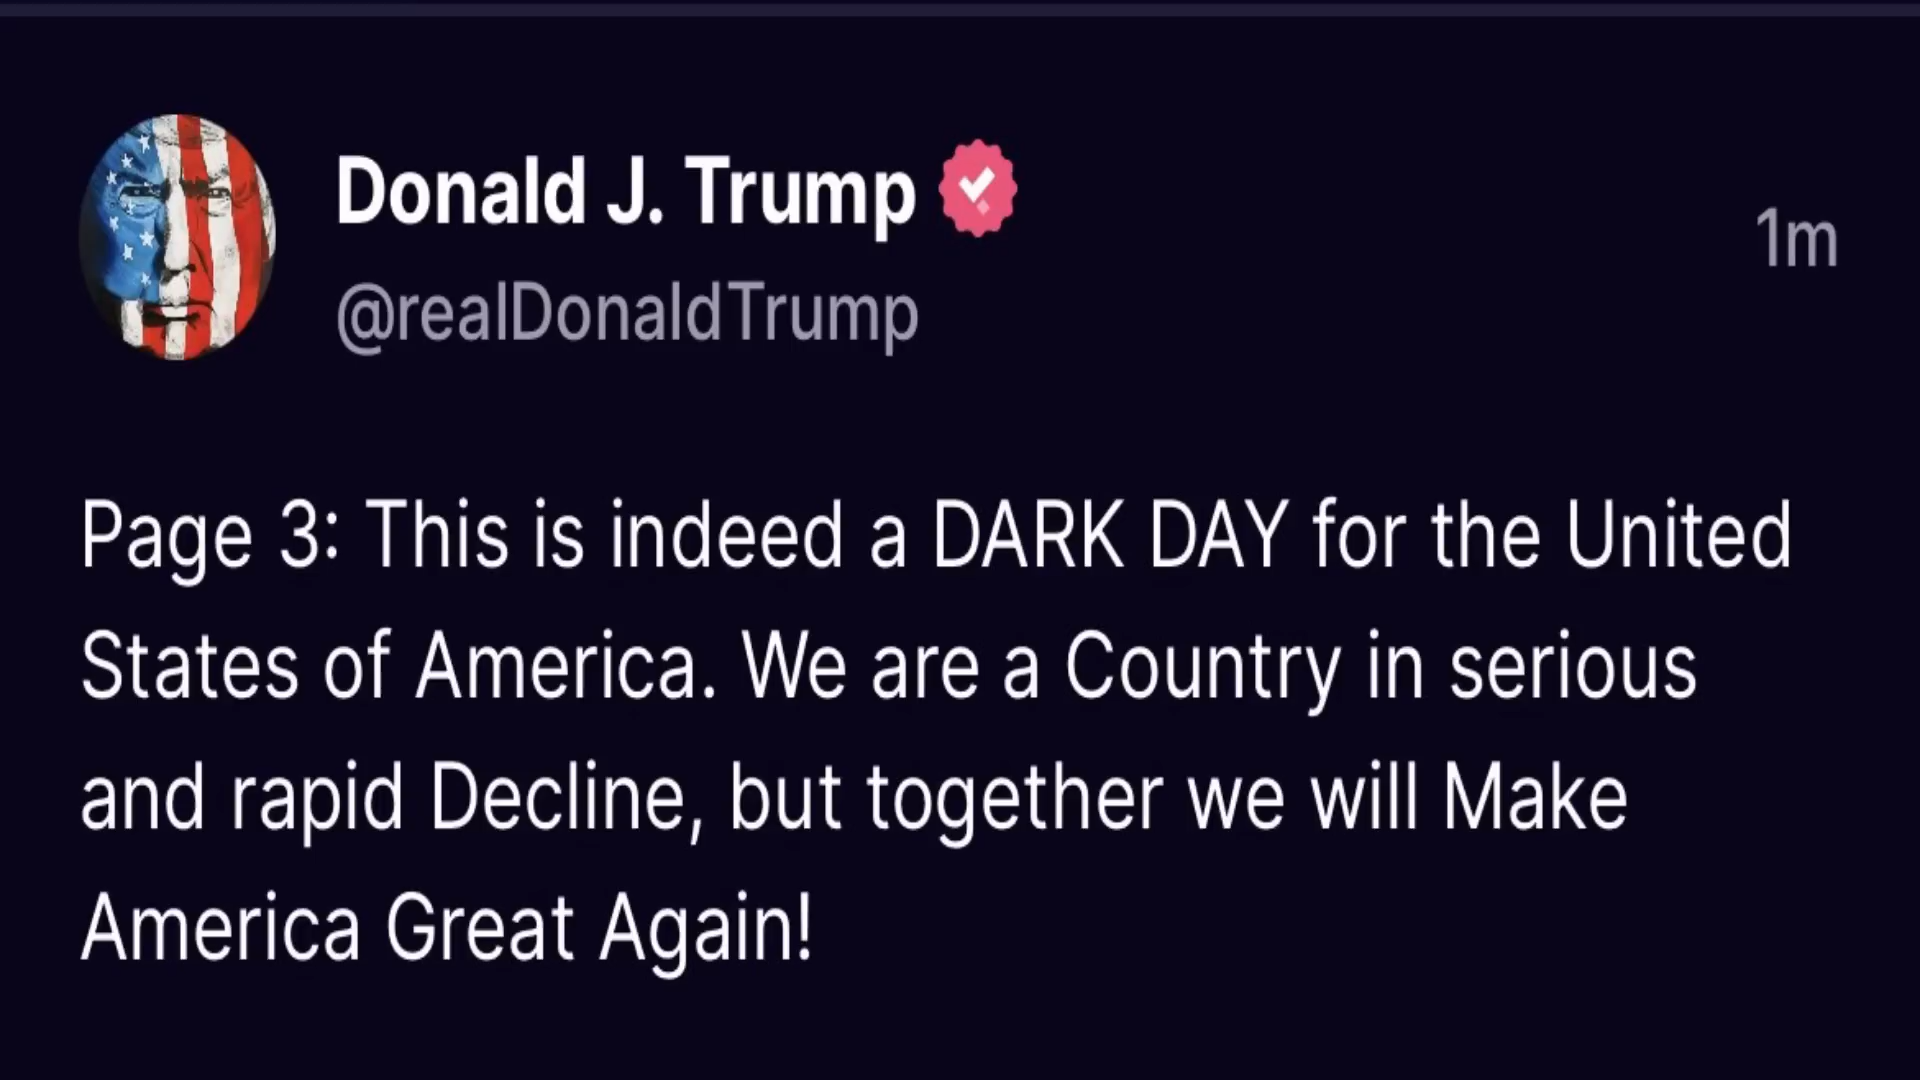 Donald J. Trump
1m
@realDonaldTrump
Page 3: This is indeed a DARK DAY for the United
States of America. We are a Country in serious
and rapid Decline, but together we will Make
America Great Again!